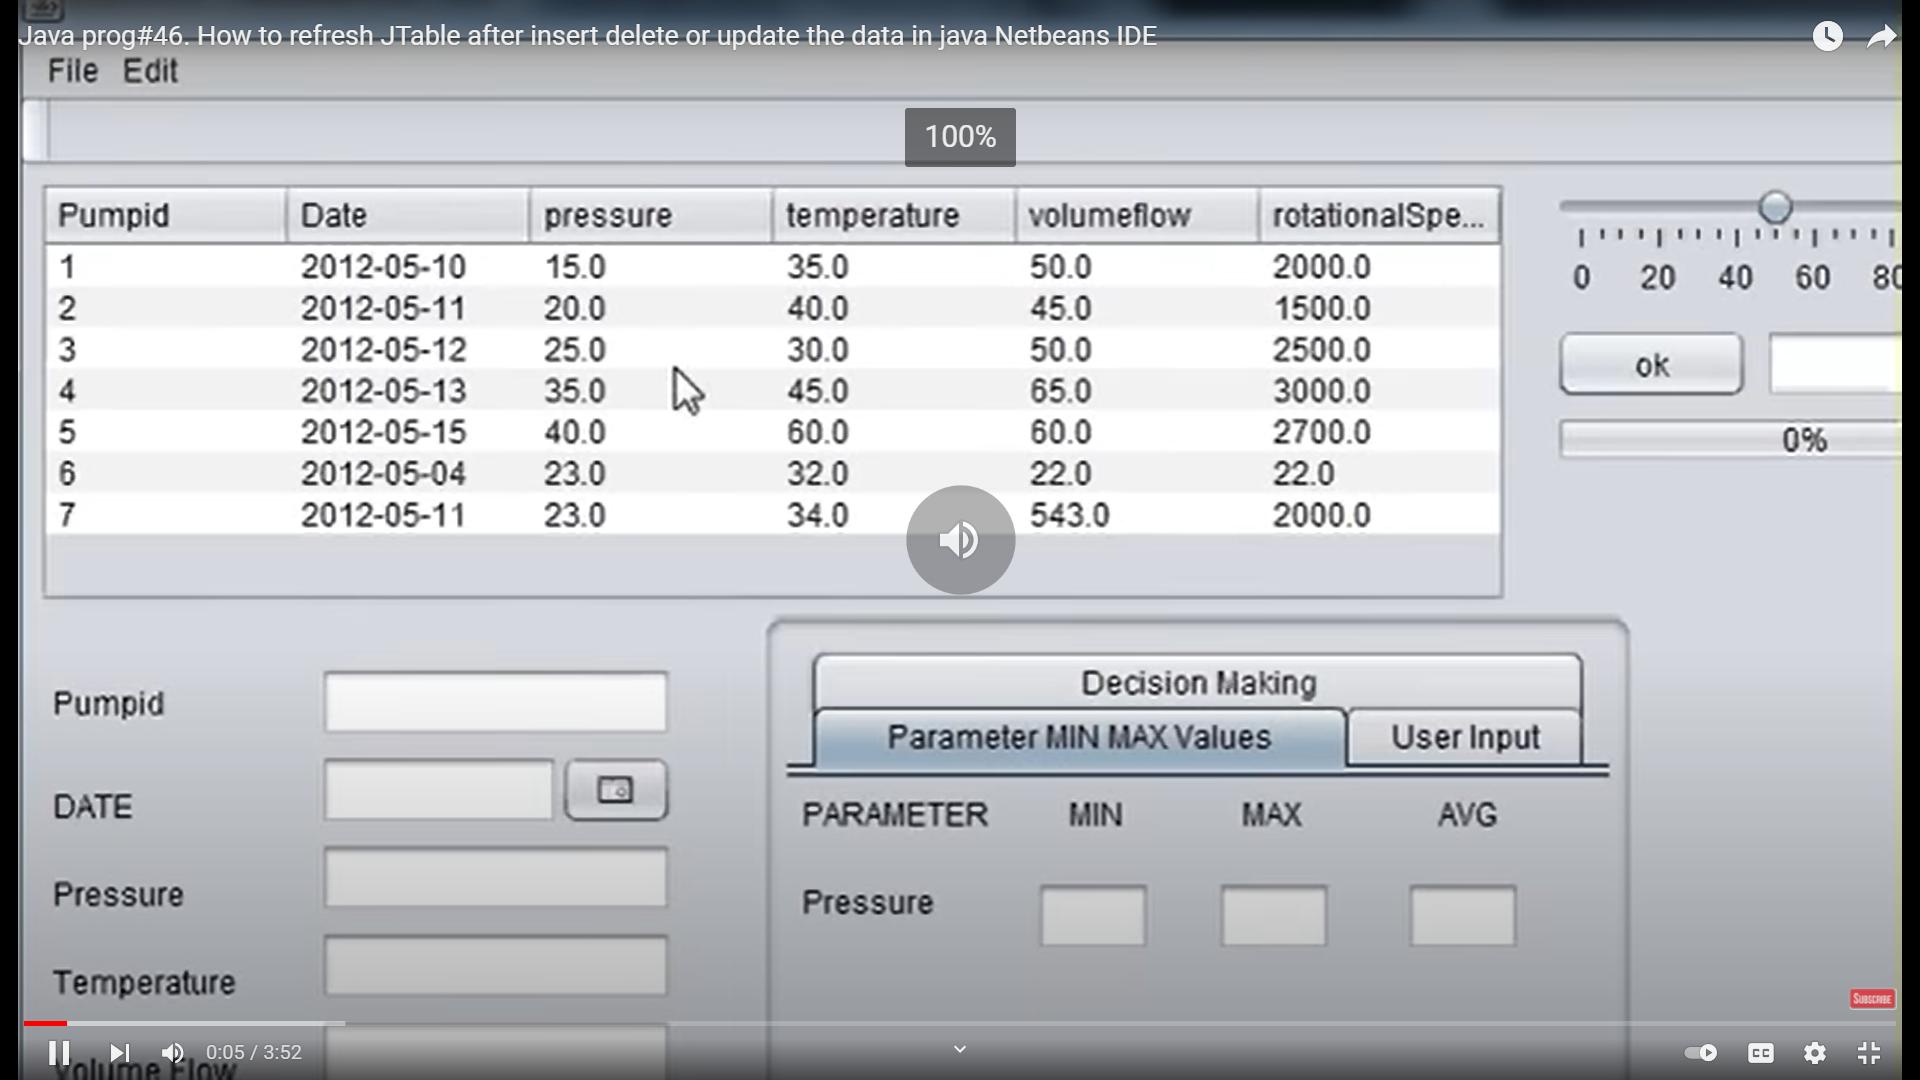 Java prog#46. How to refresh JTable after insert delete or update the data in java Netbeans IDE
File Edit
100%
Pumpid Date pressure temperature volumeflow rotationalSpe...
1 2012-05-10 15.0 35.0 50.0 2000.0
2 2012-05-11 20.0 40.0 45.0 1500.0
3 2012-05-12 25.0 30.0 50.0 2500.0
4 2012-05-13 35.0 45.0 65.0 3000.0
5 2012-05-15 40.0 60.0 60.0 2700.0
6 2012-05-04 23.0 32.0 22.0 22.0
7 2012-05-11 23.0 34.0 543.0 2000.0
0 20 40 60 80
ok
0%
Pumpid
DATE
Pressure
Temperature
Volume Flow
Decision Making
Parameter MIN MAX Values User Input
PARAMETER MIN MAX AVG
Pressure
SUBSCRIBE
0:05 / 3:52
CC